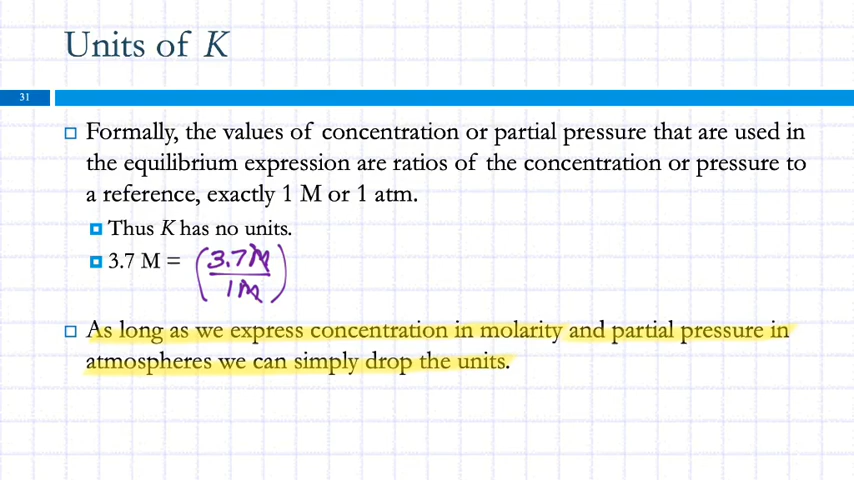 Units of K
31
Formally, the values of concentration or partial pressure that are used in
the equilibrium expression are ratios of the concentration or pressure to
a reference, exactly 1 M or 1 atm.
Thus K has no units.
3.7 M = (3.7M
1M)
As long as we express concentration in molarity and partial pressure in
atmospheres we can simply drop the units.